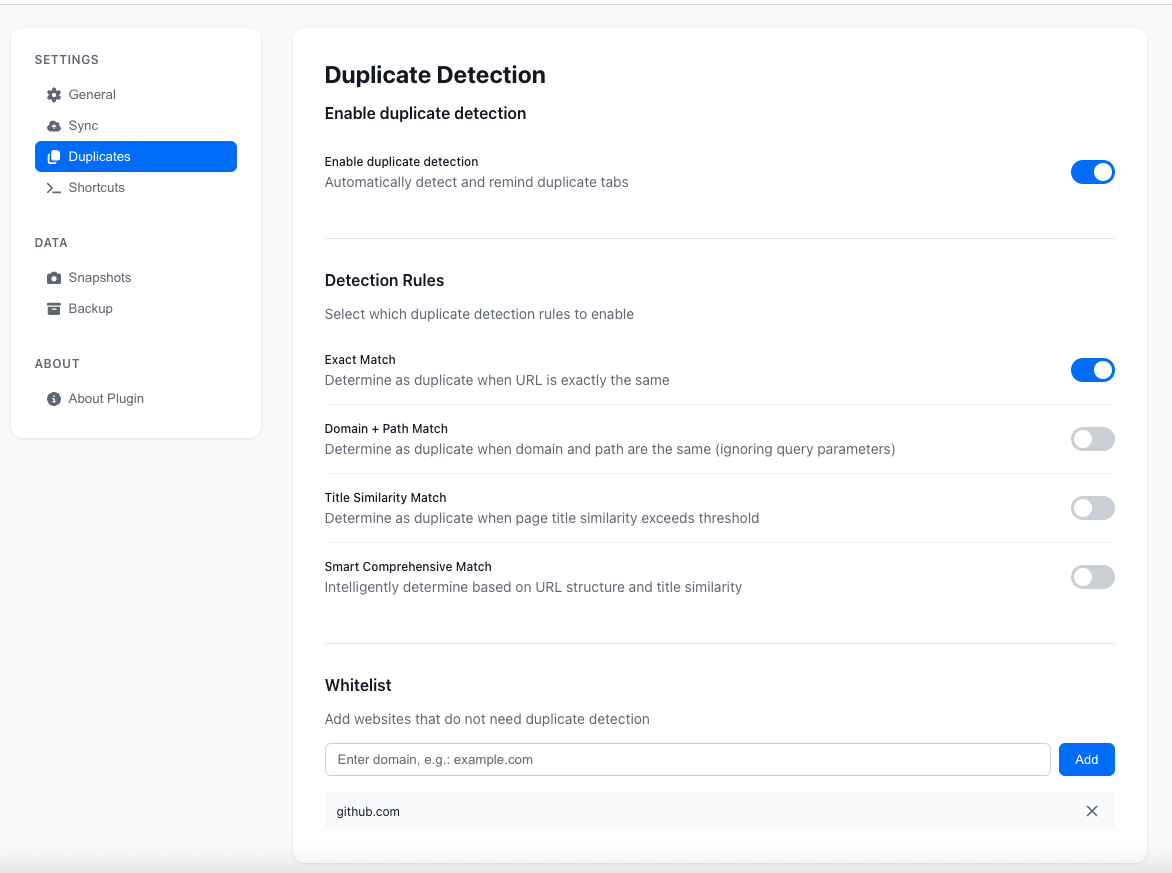 SETTINGS
General
Sync
Duplicates
Shortcuts
DATA
Snapshots
Backup
ABOUT
About Plugin
Duplicate Detection
Enable duplicate detection
Enable duplicate detection
Automatically detect and remind duplicate tabs
Detection Rules
Select which duplicate detection rules to enable
Exact Match
Determine as duplicate when URL is exactly the same
Domain + Path Match
Determine as duplicate when domain and path are the same (ignoring query parameters)
Title Similarity Match
Determine as duplicate when page title similarity exceeds threshold
Smart Comprehensive Match
Intelligently determine based on URL structure and title similarity
Whitelist
Add websites that do not need duplicate detection
Enter domain, e.g.: example.com
Add
github.com